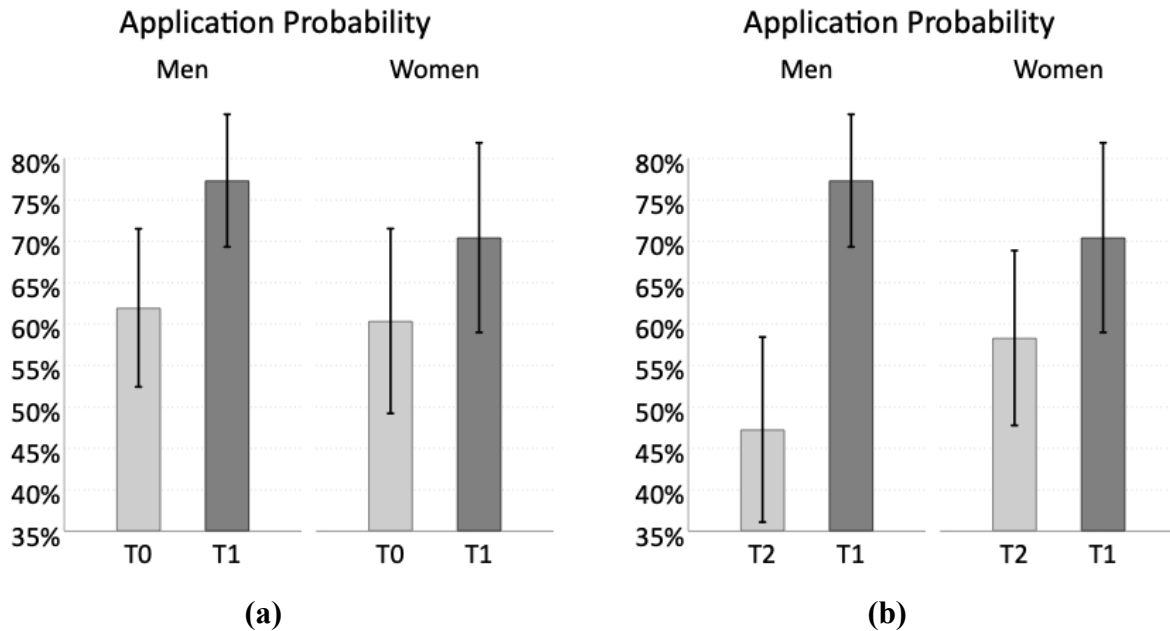 Application Probability
Men Women
80%
75%
70%
65%
60%
55%
50%
45%
40%
35%
T0 T1 T0 T1
(a)
Application Probability
Men Women
80%
75%
70%
65%
60%
55%
50%
45%
40%
35%
T2 T1 T2 T1
(b)